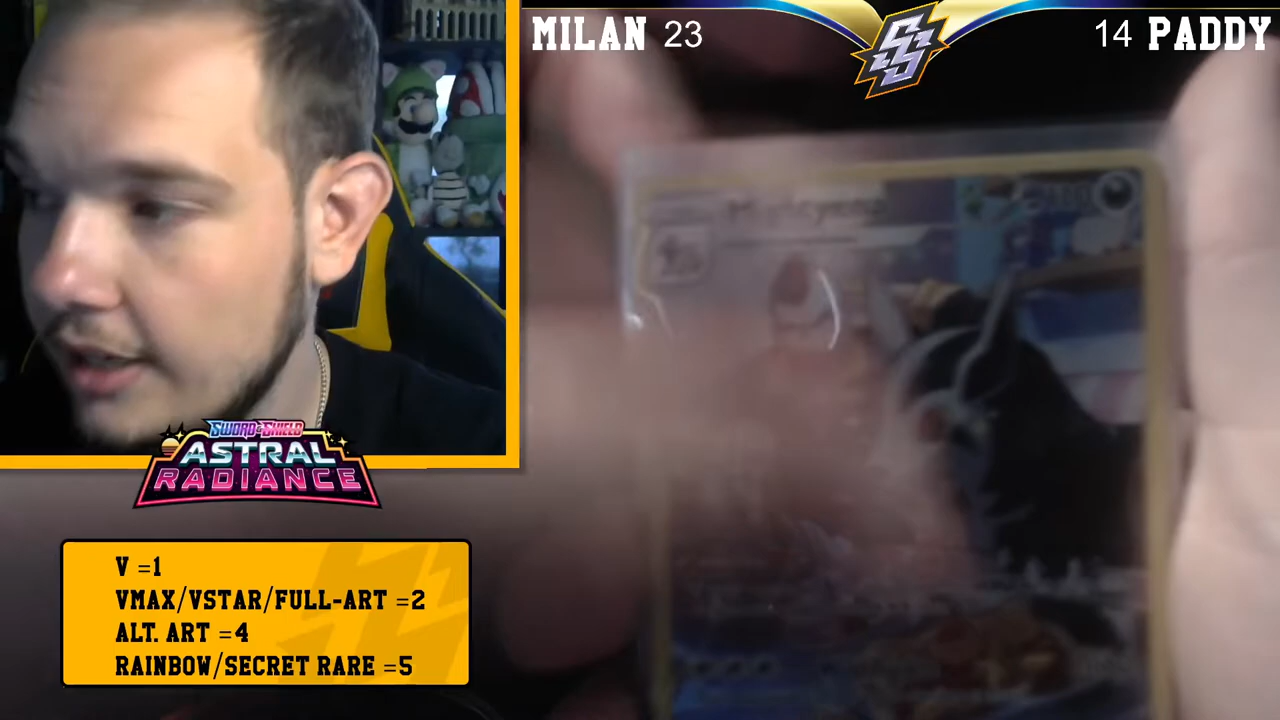 MILAN 23
14 PADDY
SWORD & SHIELD
ASTRAL
RADIANCE
V =1
VMAX/VSTAR/FULL-ART =2
ALT. ART =4
RAINBOW/SECRET RARE =5